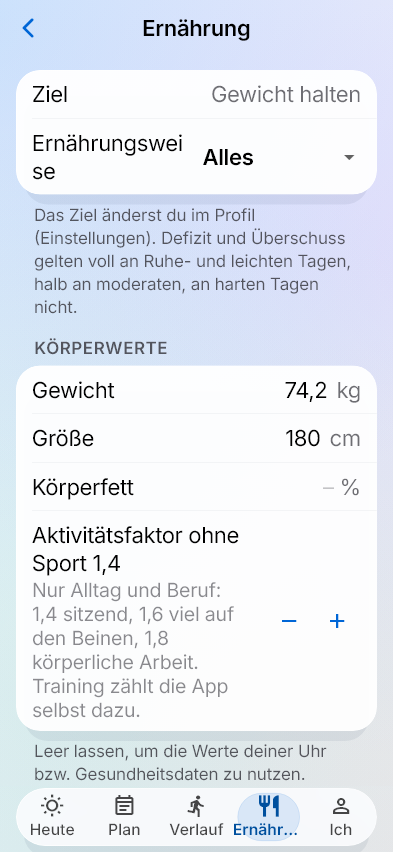 Ernährung
Ziel Gewicht halten
Ernährungswei
se
Alles
Das Ziel änderst du im Profil
(Einstellungen). Defizit und Überschuss
gelten voll an Ruhe- und leichten Tagen,
halb an moderaten, an harten Tagen
nicht.
KÖRPERWERTE
Gewicht 74,2 kg
Größe 180 cm
Körperfett – %
Aktivitätsfaktor ohne
Sport 1,4
Nur Alltag und Beruf:
1,4 sitzend, 1,6 viel auf
den Beinen, 1,8
körperliche Arbeit.
Training zählt die App
selbst dazu.
− +
Leer lassen, um die Werte deiner Uhr
bzw. Gesundheitsdaten zu nutzen.
Heute Plan Verlauf Ernähr... Ich